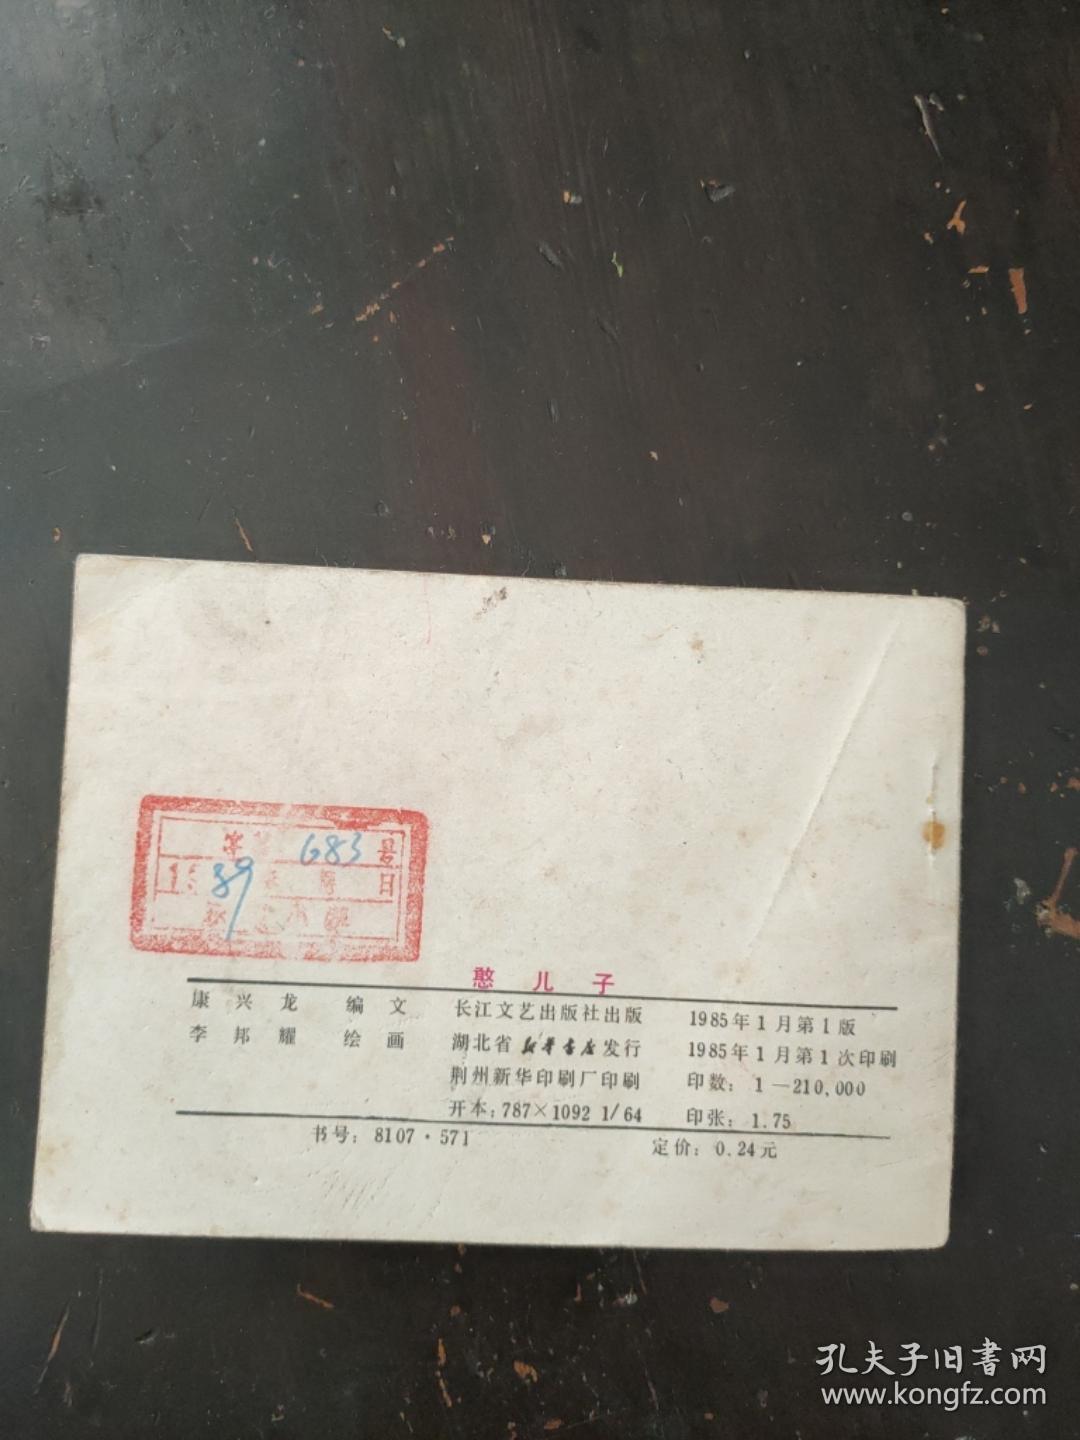 字 683 号
1 89 日
憨儿子
康兴龙 编文 长江文艺出版社出版 1985年1月第1版
李邦耀 绘画 湖北省新华书店发行 1985年1月第1次印刷
荆州新华印刷厂印刷 印数：1—210,000
开本：787×1092 1/64 印张：1.75
书号：8107·571 定价：0.24元
孔夫子旧書网
www.kongfz.com